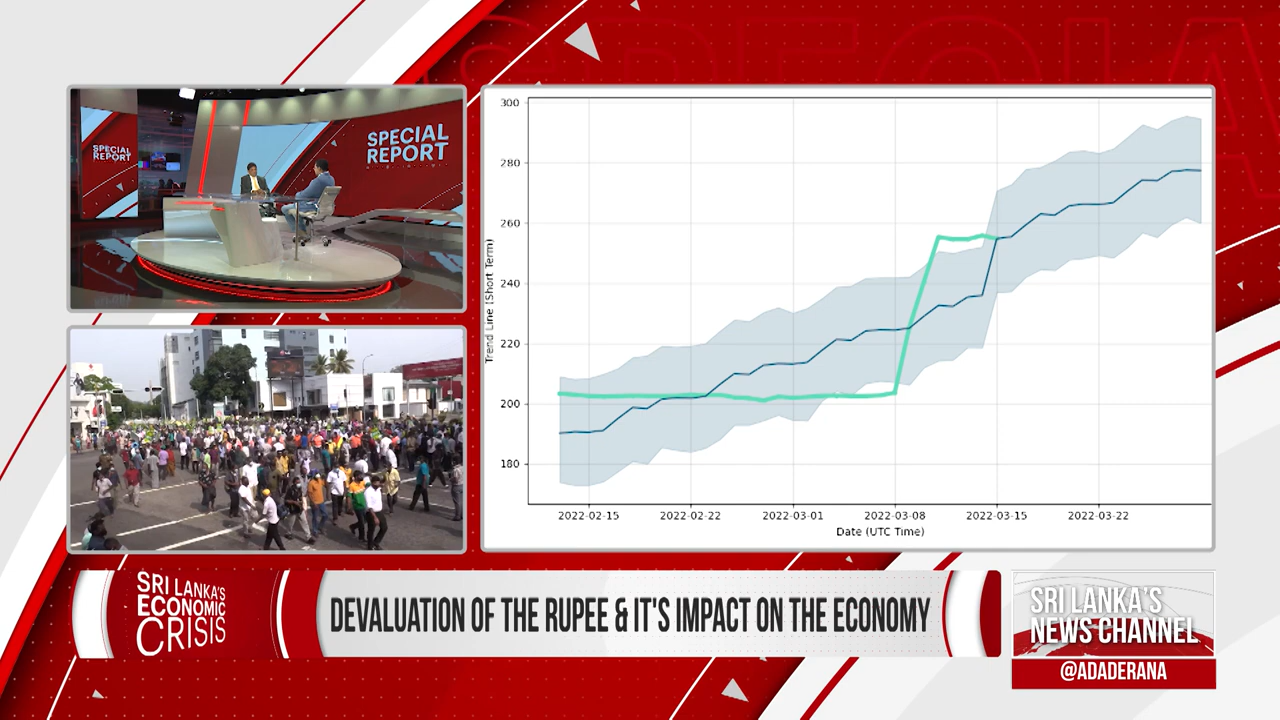 SPECIAL
REPORT
SPECIAL
REPORT
300
280
260
240
220
200
180
Trend Line (Short Term)
2022-02-15
2022-02-22
2022-03-01
2022-03-08
2022-03-15
2022-03-22
Date (UTC Time)
SRI LANKA'S
ECONOMIC
CRISIS
DEVALUATION OF THE RUPEE & IT'S IMPACT ON THE ECONOMY
SRI LANKA'S
NEWS CHANNEL
@ADADERANA